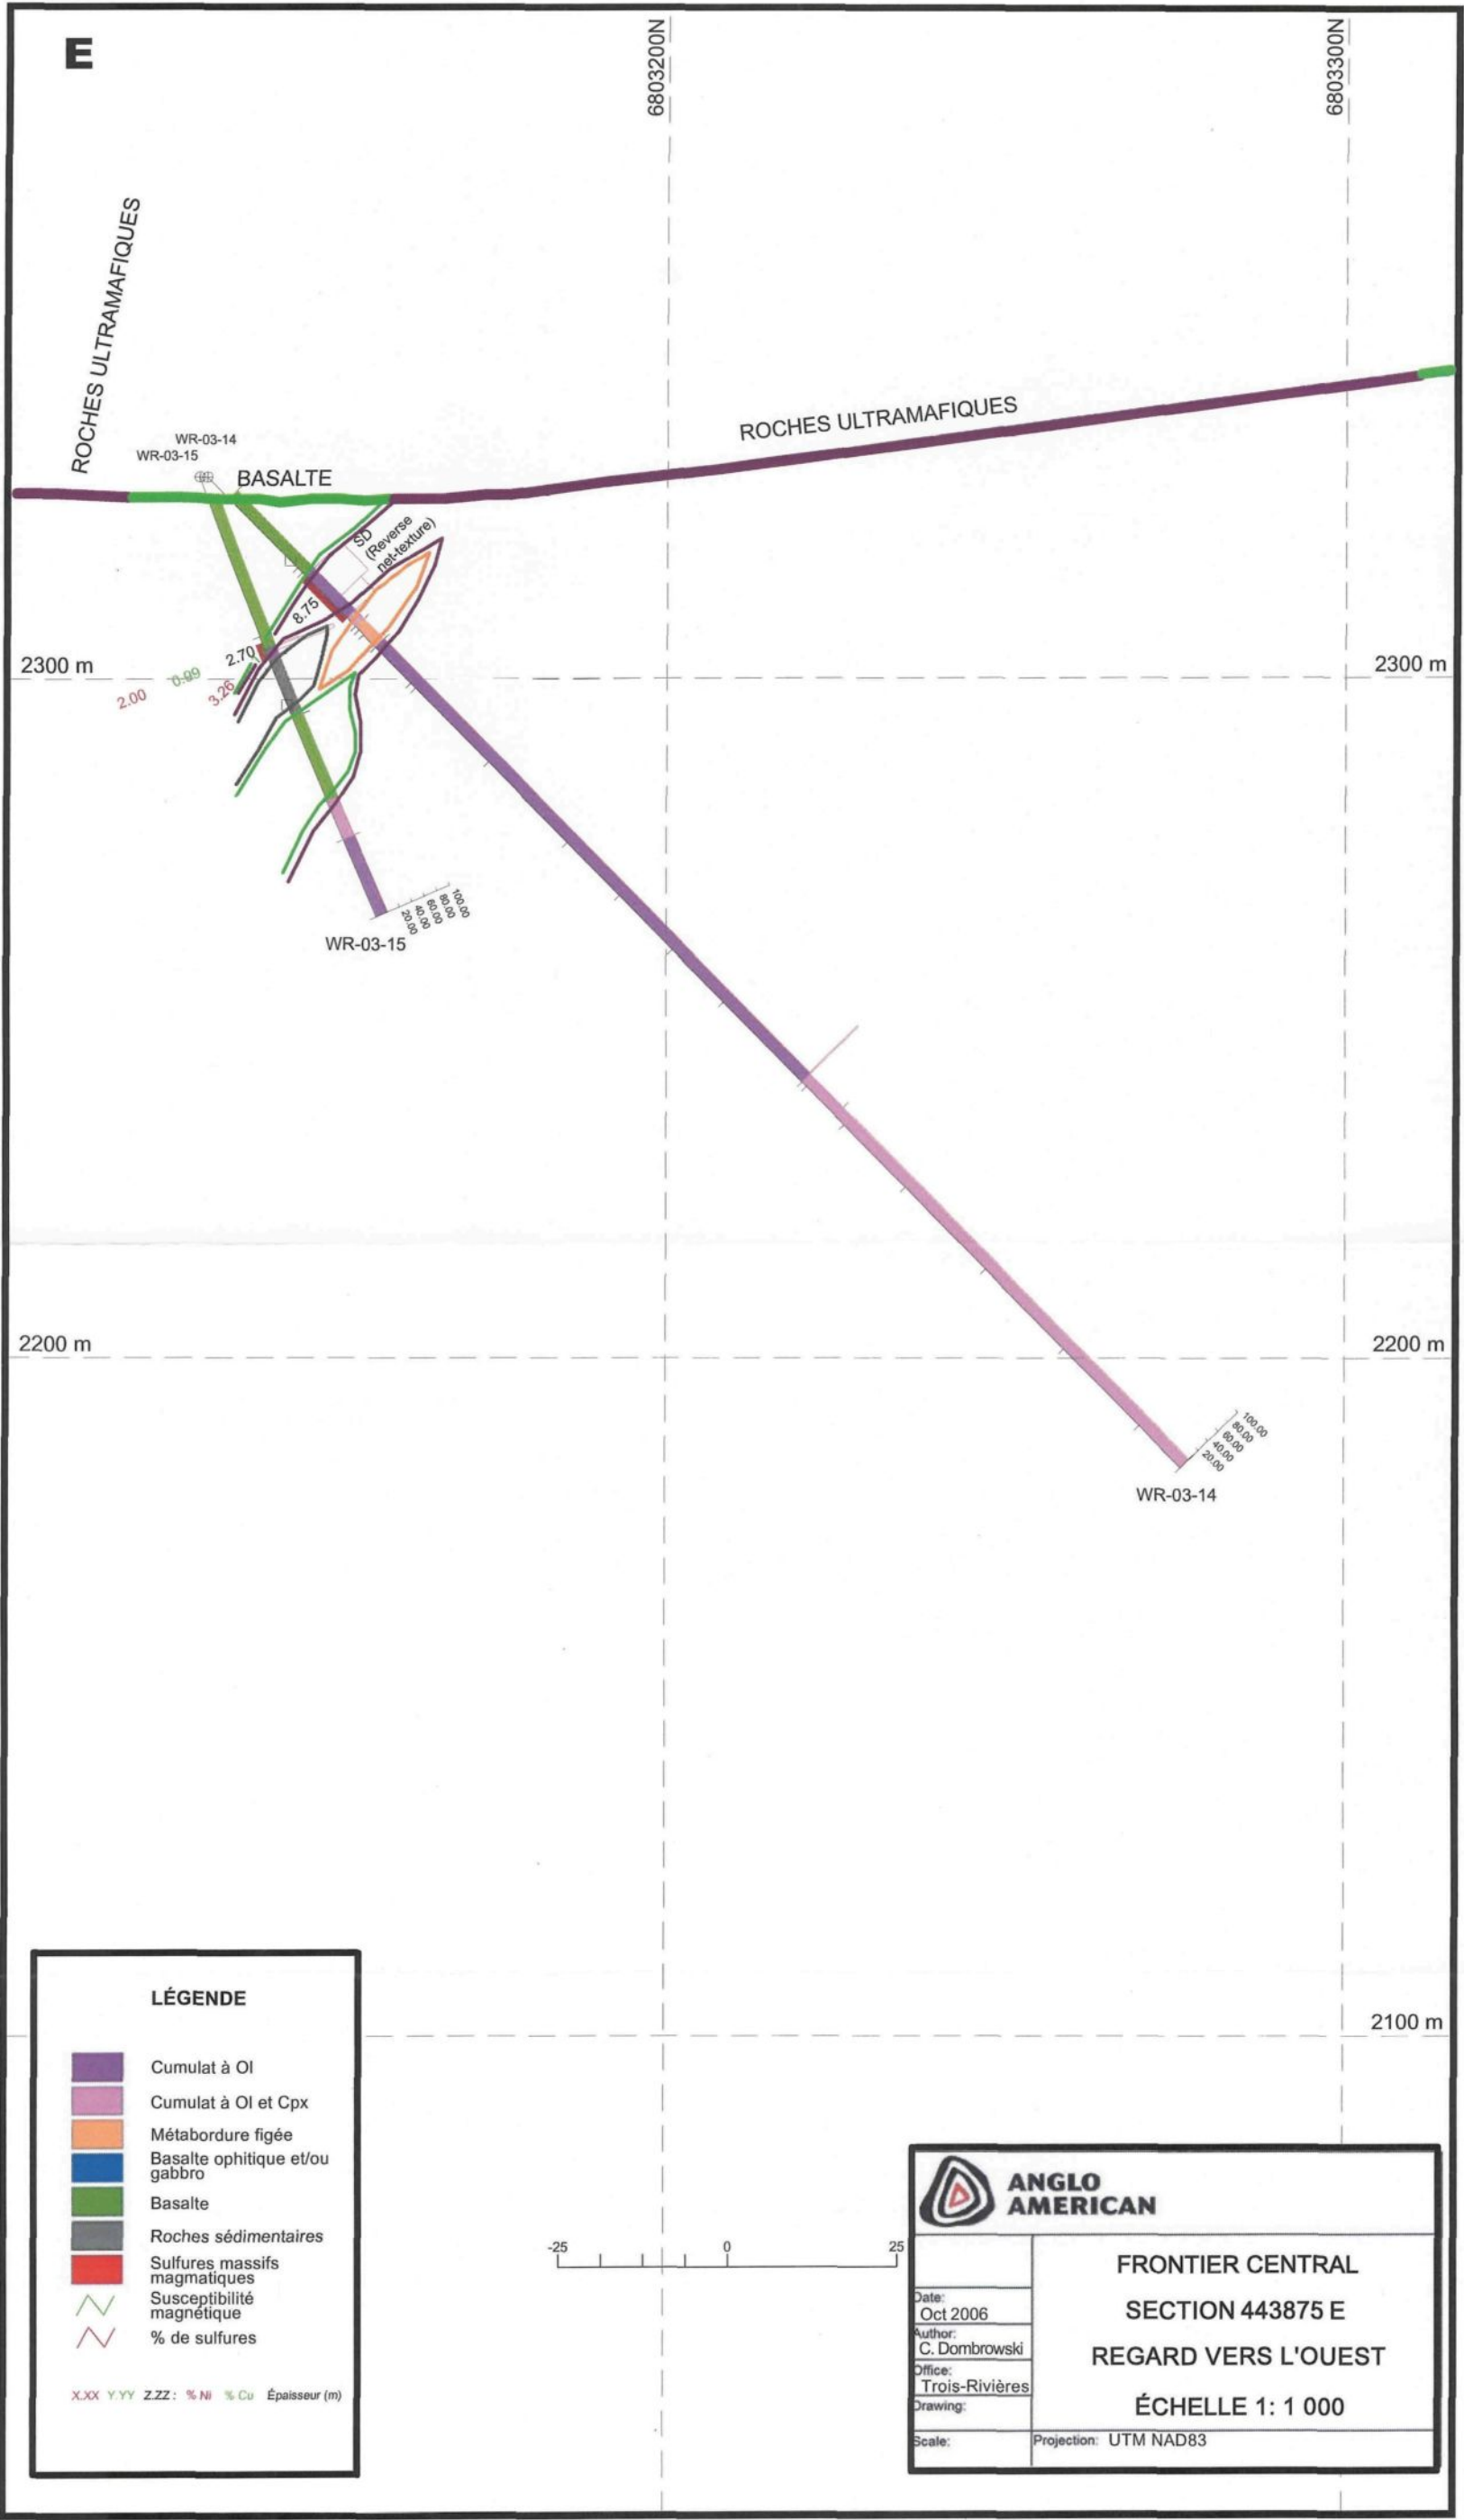 E
6803200N
6803300N
ROCHES ULTRAMAFIQUES
ROCHES ULTRAMAFIQUES
WR-03-14
WR-03-15
BASALTE
SD
(Reverse
net-texture)
8.75
2.70
2300 m
2300 m
2.00
0.99
3.26
20.00
40.00
60.00
80.00
100.00
WR-03-15
2200 m
2200 m
100.00
80.00
60.00
40.00
20.00
WR-03-14
2100 m
LÉGENDE
Cumulat à Ol
Cumulat à Ol et Cpx
Métabordure figée
Basalte ophitique et/ou
gabbro
Basalte
Roches sédimentaires
Sulfures massifs
magmatiques
Susceptibilité
magnétique
% de sulfures
X.XX Y.YY Z.ZZ : % Ni % Cu Épaisseur (m)
-25 0 25
ANGLO
AMERICAN
Date:
Oct 2006
Author:
C. Dombrowski
Office:
Trois-Rivières
Drawing:
Scale:
FRONTIER CENTRAL
SECTION 443875 E
REGARD VERS L'OUEST
ÉCHELLE 1: 1 000
Projection: UTM NAD83